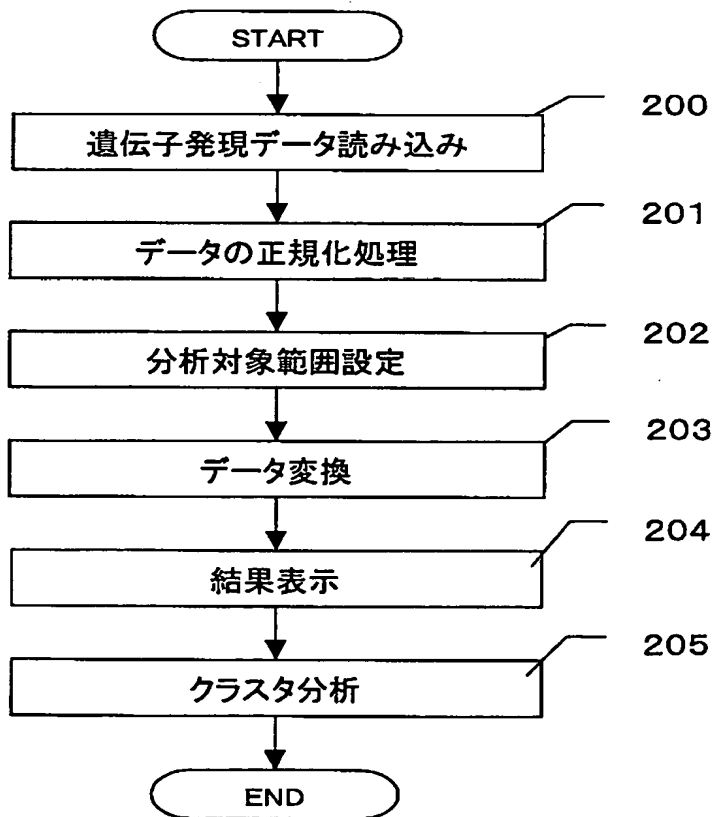 START
200
遺伝子発現データ読み込み
201
データの正規化処理
202
分析対象範囲設定
203
データ変換
204
結果表示
205
クラスタ分析
END